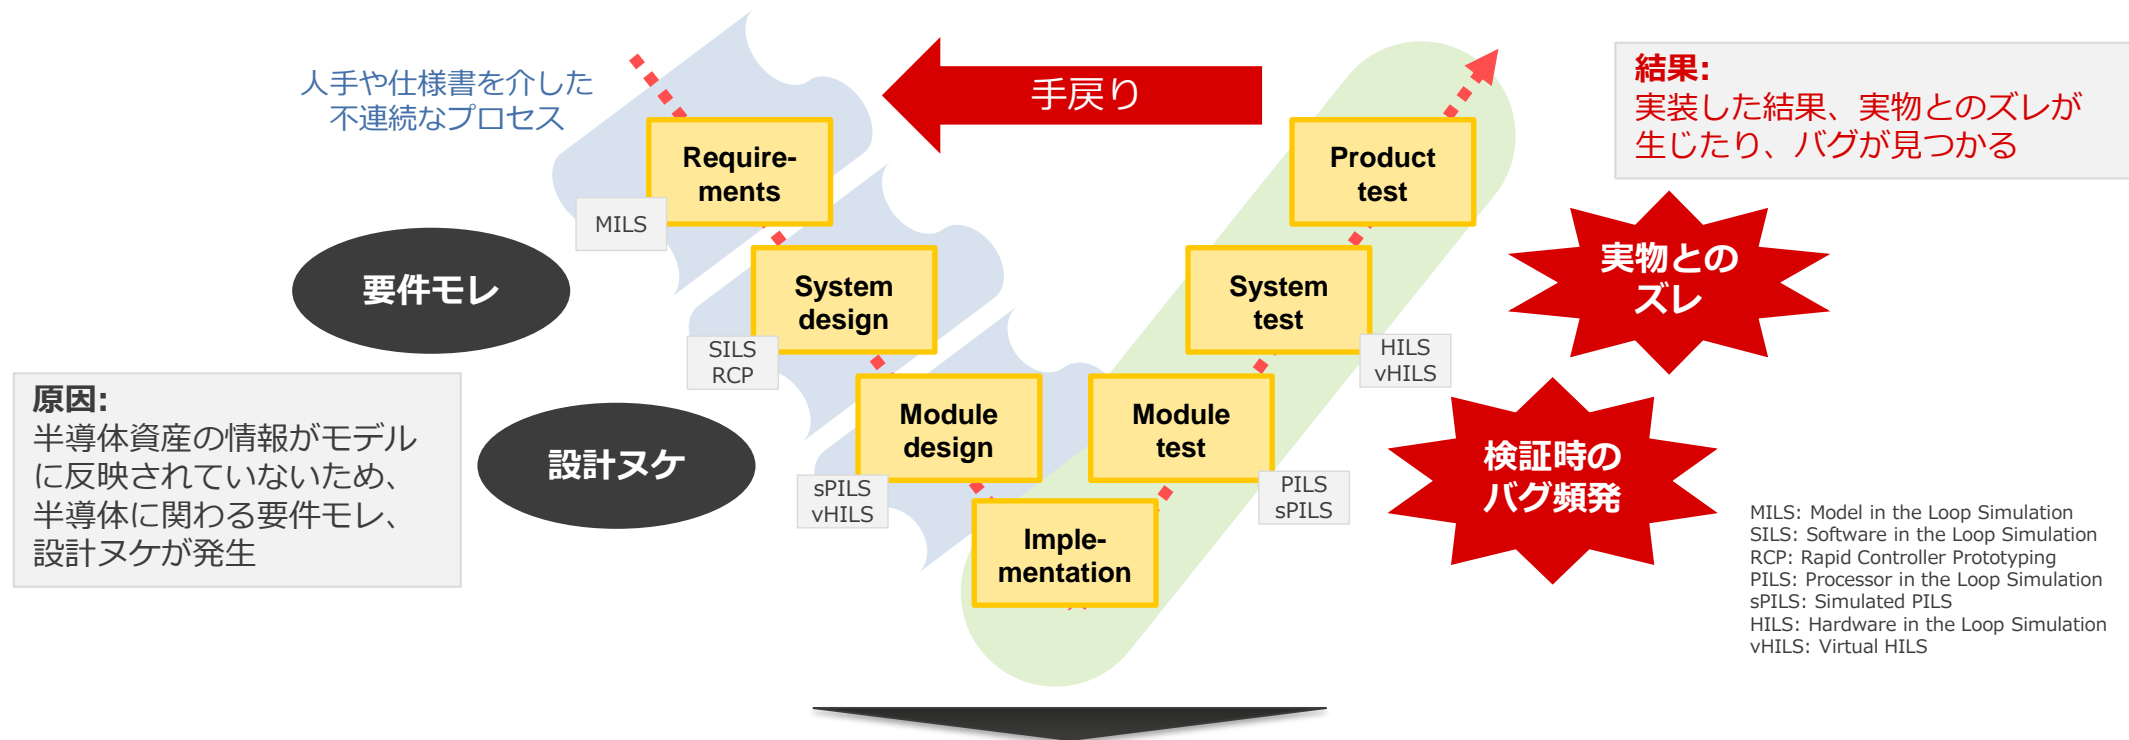 人手や仕様書を介した
不連続なプロセス
手戻り
結果:
実装した結果、実物とのズレが
生じたり、バグが見つかる
Require-
ments
MILS
Product
test
要件モレ
System
design
SILS
RCP
System
test
HILS
vHILS
実物との
ズレ
原因:
半導体資産の情報がモデル
に反映されていないため、
半導体に関わる要件モレ、
設計ヌケが発生
設計ヌケ
Module
design
sPILS
vHILS
Module
test
PILS
sPILS
検証時の
バグ頻発
Imple-
mentation
MILS: Model in the Loop Simulation
SILS: Software in the Loop Simulation
RCP: Rapid Controller Prototyping
PILS: Processor in the Loop Simulation
sPILS: Simulated PILS
HILS: Hardware in the Loop Simulation
vHILS: Virtual HILS